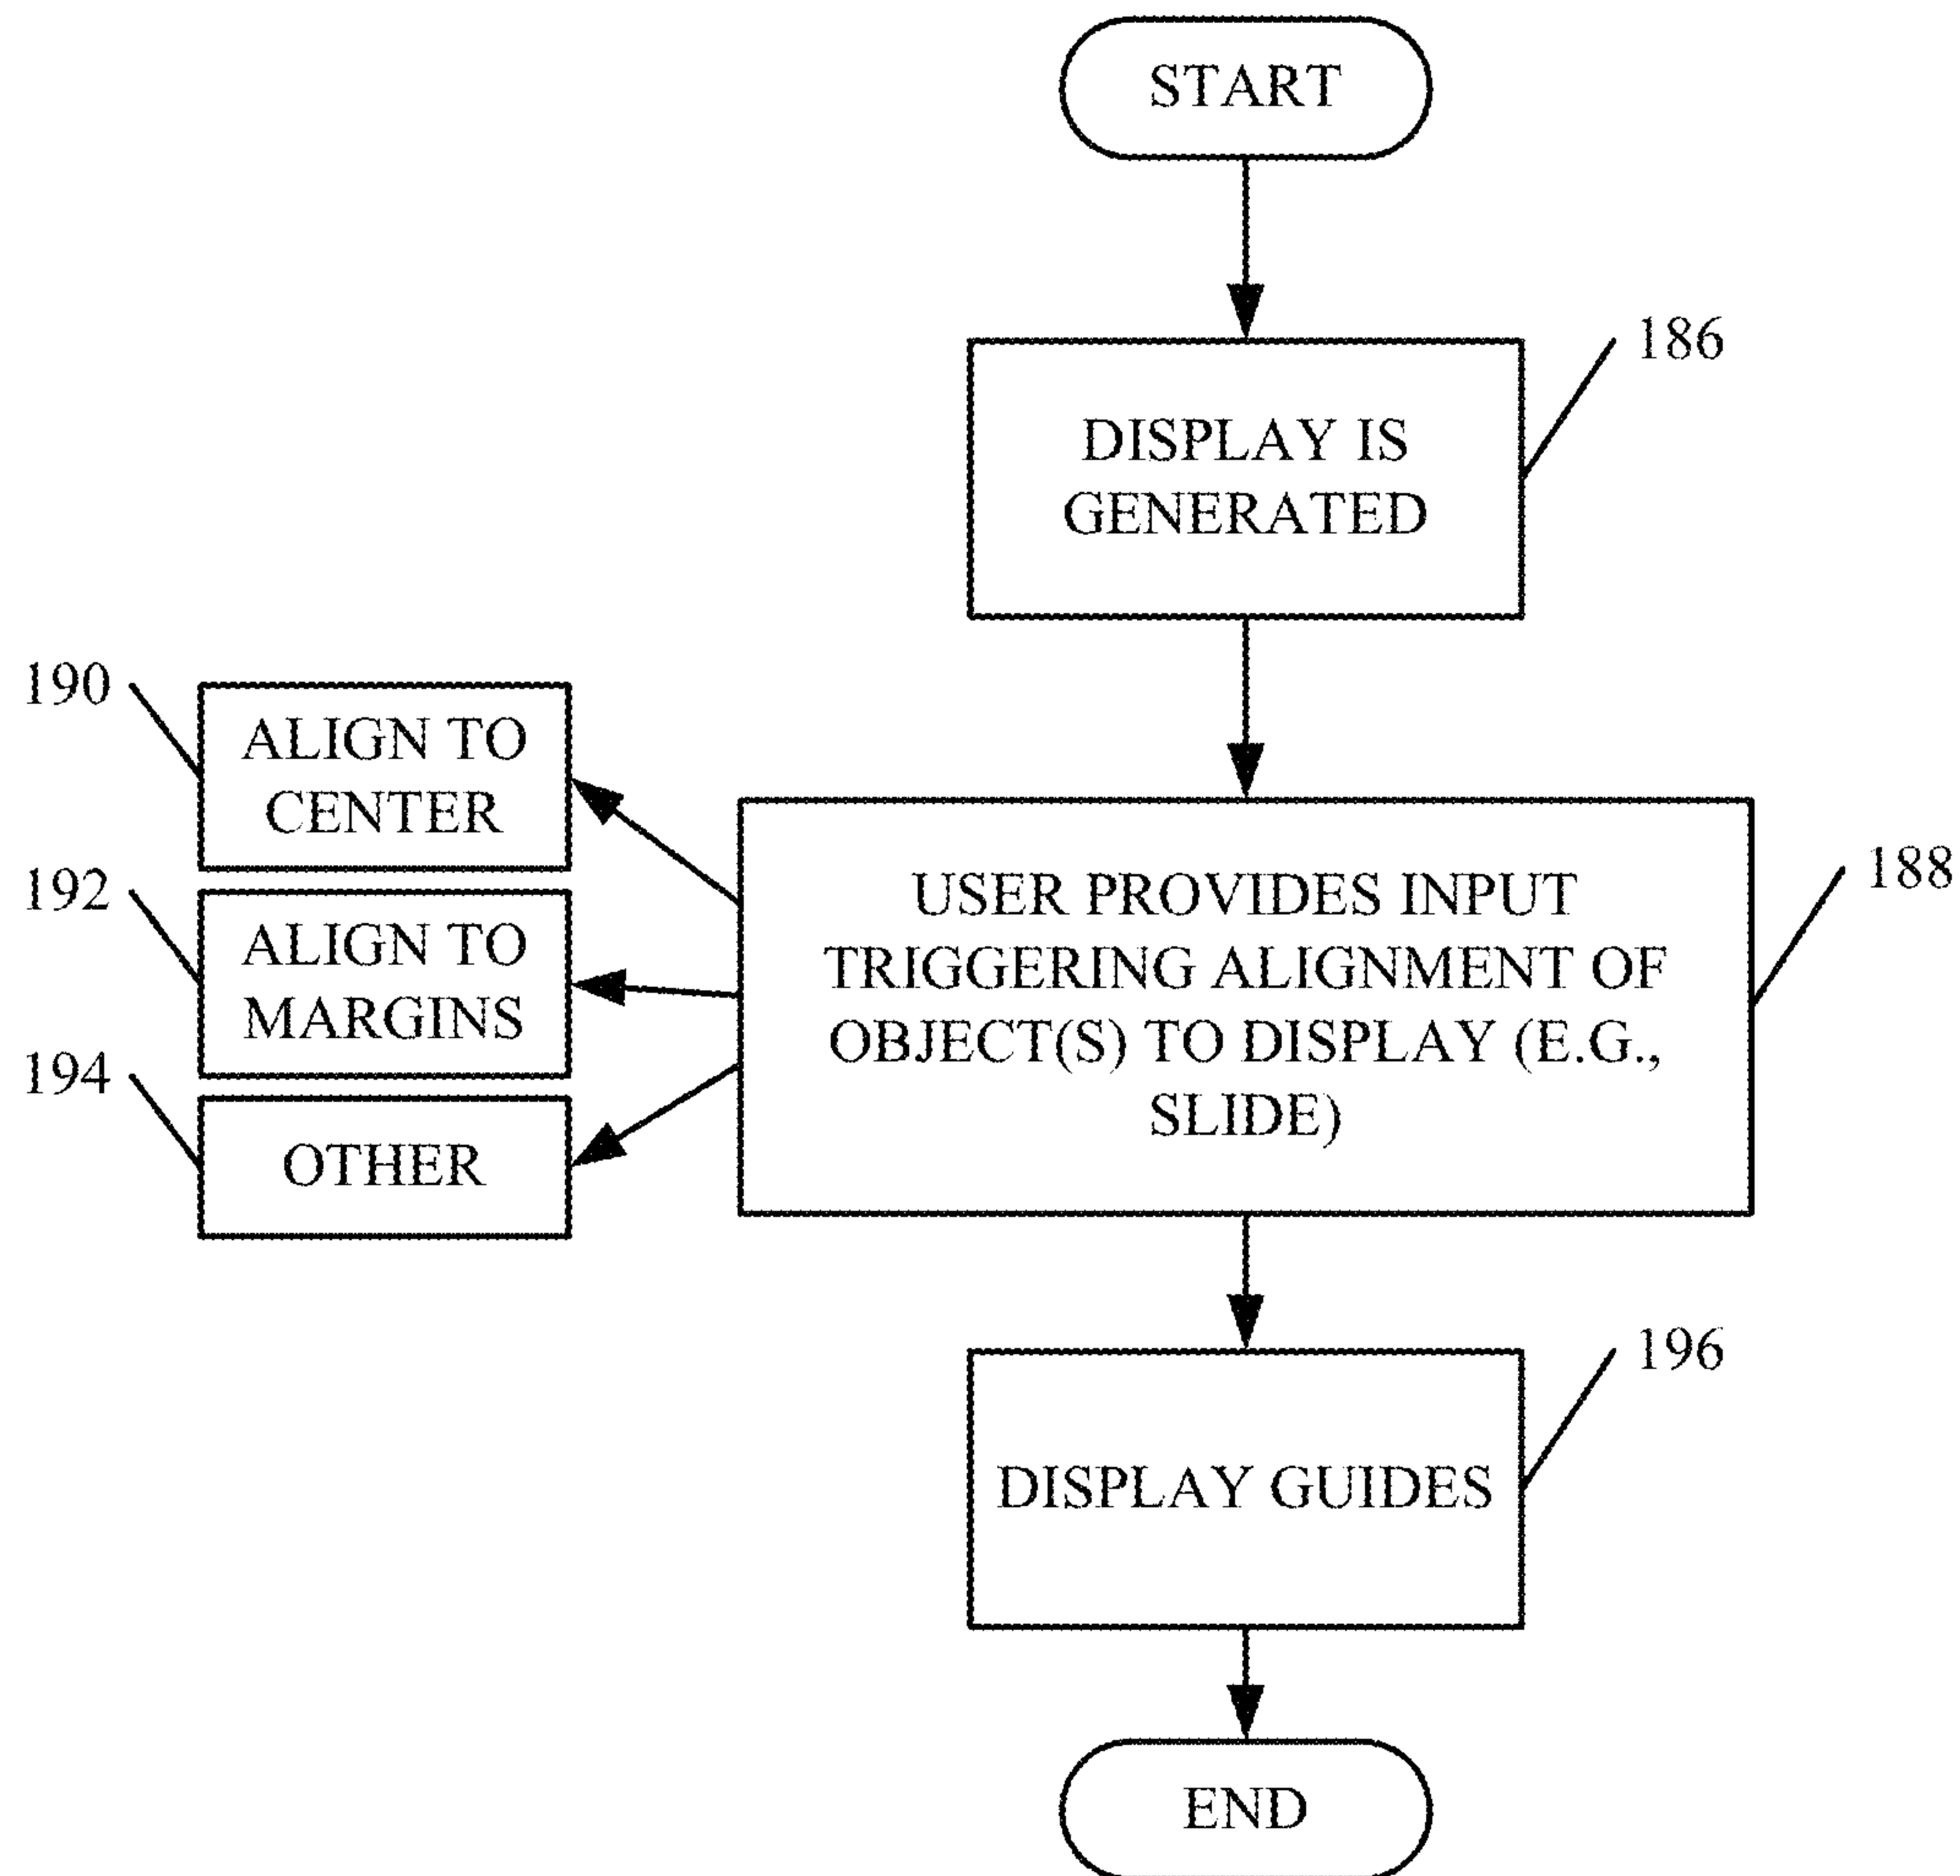 START
186
DISPLAY IS
GENERATED
190
ALIGN TO
CENTER
192
ALIGN TO
MARGINS
194
OTHER
188
USER PROVIDES INPUT
TRIGGERING ALIGNMENT OF
OBJECT(S) TO DISPLAY (E.G.,
SLIDE)
196
DISPLAY GUIDES
END